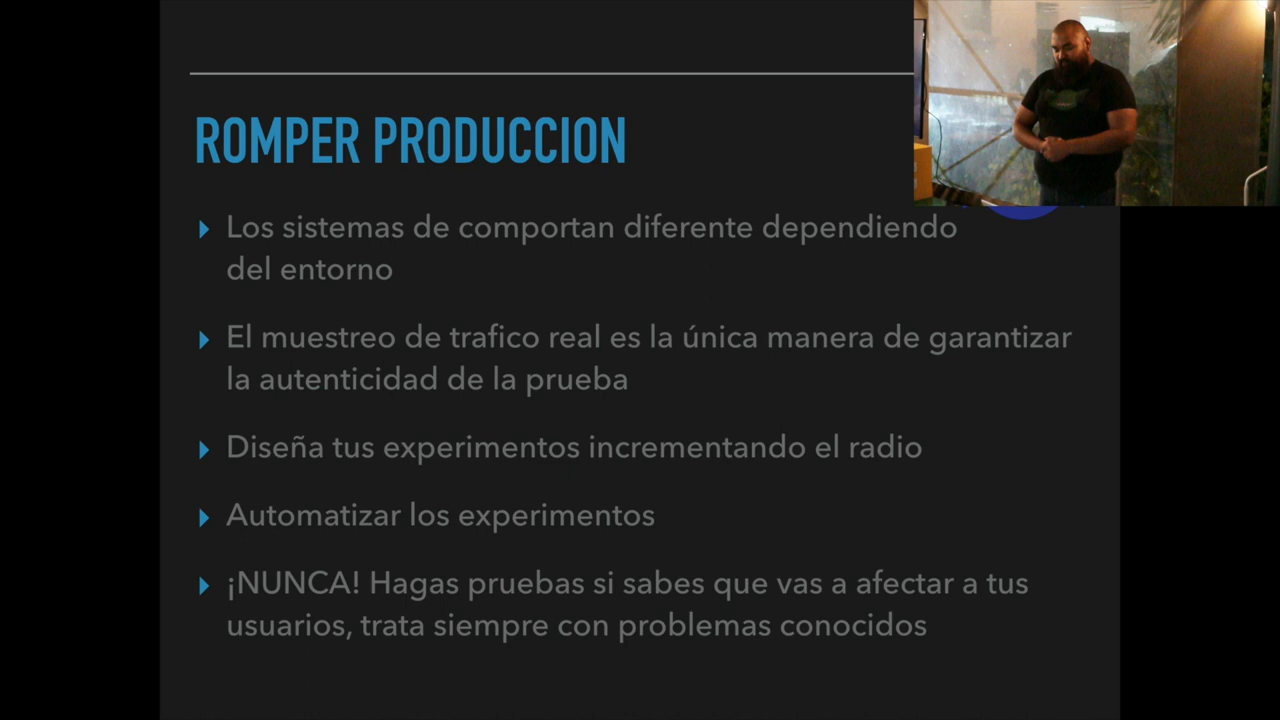 ROMPER PRODUCCION
Los sistemas de comportan diferente dependiendo
del entorno
El muestreo de trafico real es la única manera de garantizar
la autenticidad de la prueba
Diseña tus experimentos incrementando el radio
Automatizar los experimentos
¡NUNCA! Hagas pruebas si sabes que vas a afectar a tus
usuarios, trata siempre con problemas conocidos